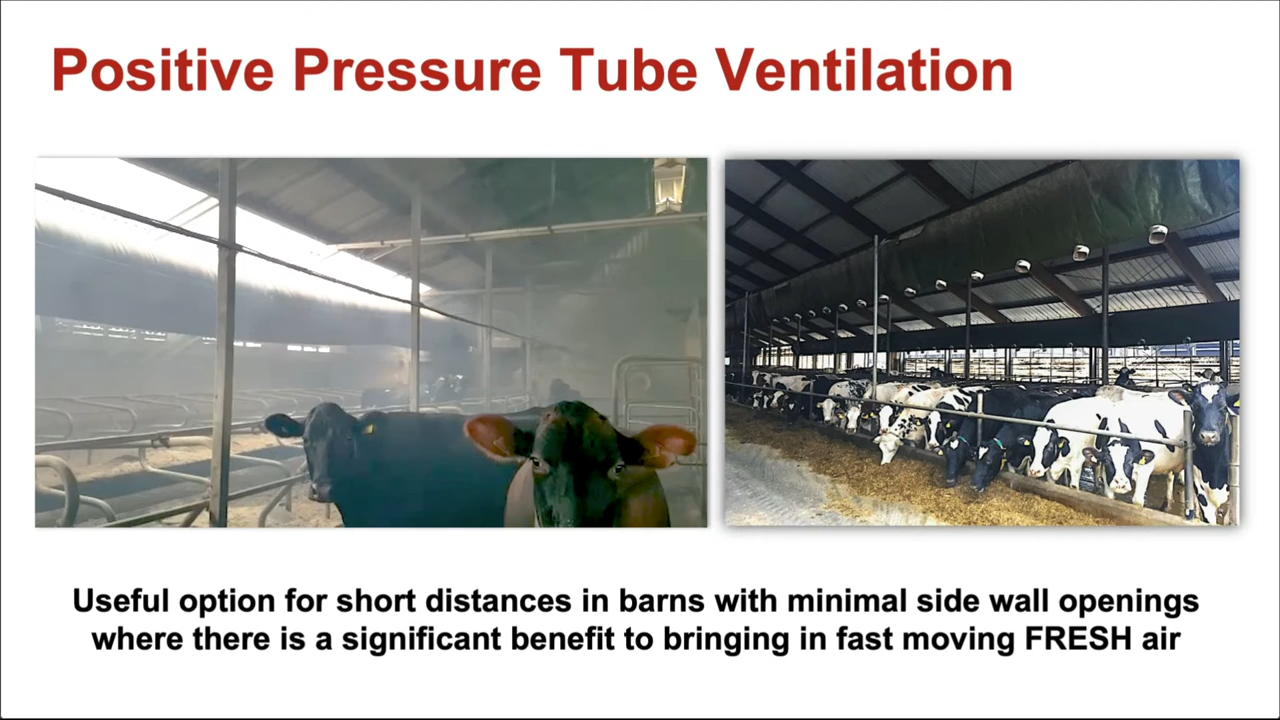 Positive Pressure Tube Ventilation
Useful option for short distances in barns with minimal side wall openings
where there is a significant benefit to bringing in fast moving FRESH air